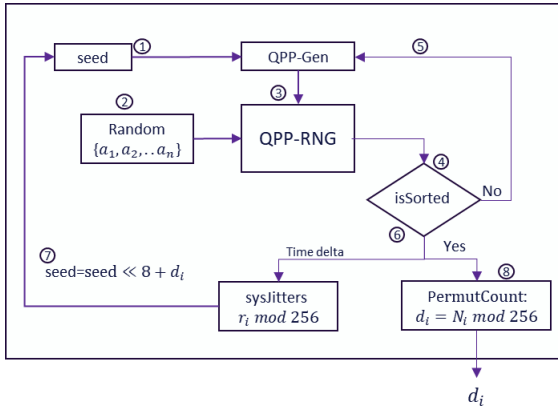 ①
⑤
seed
QPP-Gen
②
③
Random
{a₁,a₂,..aₙ}
QPP-RNG
④
isSorted
No
⑥
⑦
Time delta
Yes
⑧
seed=seed ≪ 8 + dᵢ
sysJitters
rᵢ mod 256
PermutCount:
dᵢ = Nᵢ mod 256
dᵢ